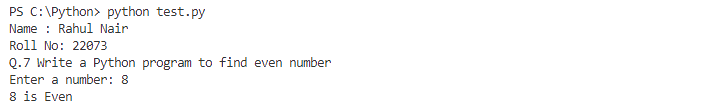 PS C:\Python> python test.py
Name : Rahul Nair
Roll No: 22073
Q.7 Write a Python program to find even number
Enter a number: 8
8 is Even